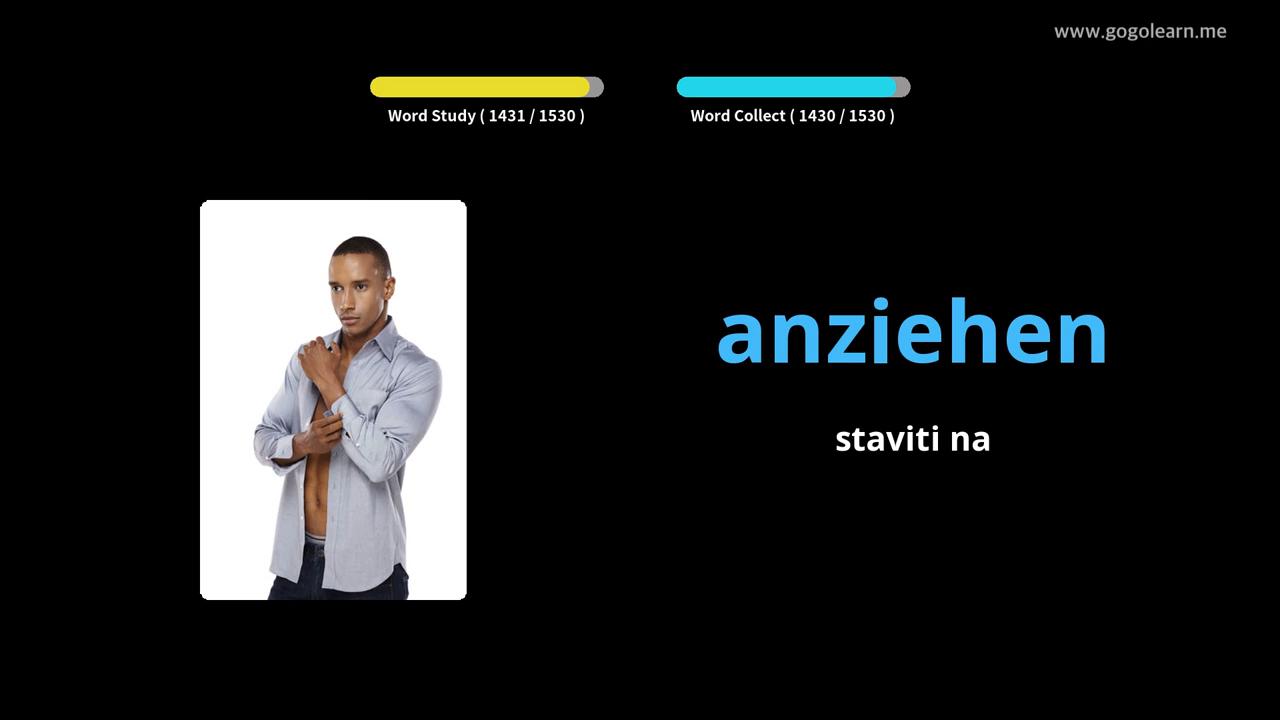 www.gogolearn.me
Word Study ( 1431 / 1530 )
Word Collect ( 1430 / 1530 )
anziehen
staviti na